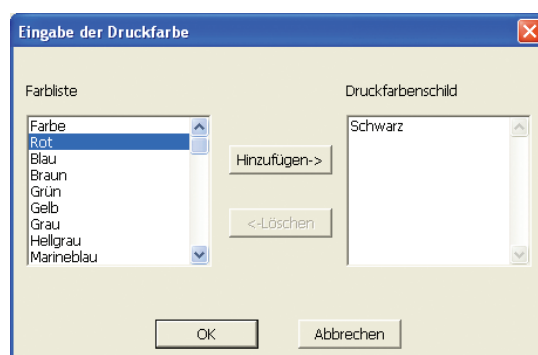 Eingabe der Druckfarbe
Farbliste
Druckfarbenschild
Farbe
Rot
Blau
Braun
Grün
Gelb
Grau
Hellgrau
Marineblau
Hinzufügen->
<-Löschen
Schwarz
OK
Abbrechen